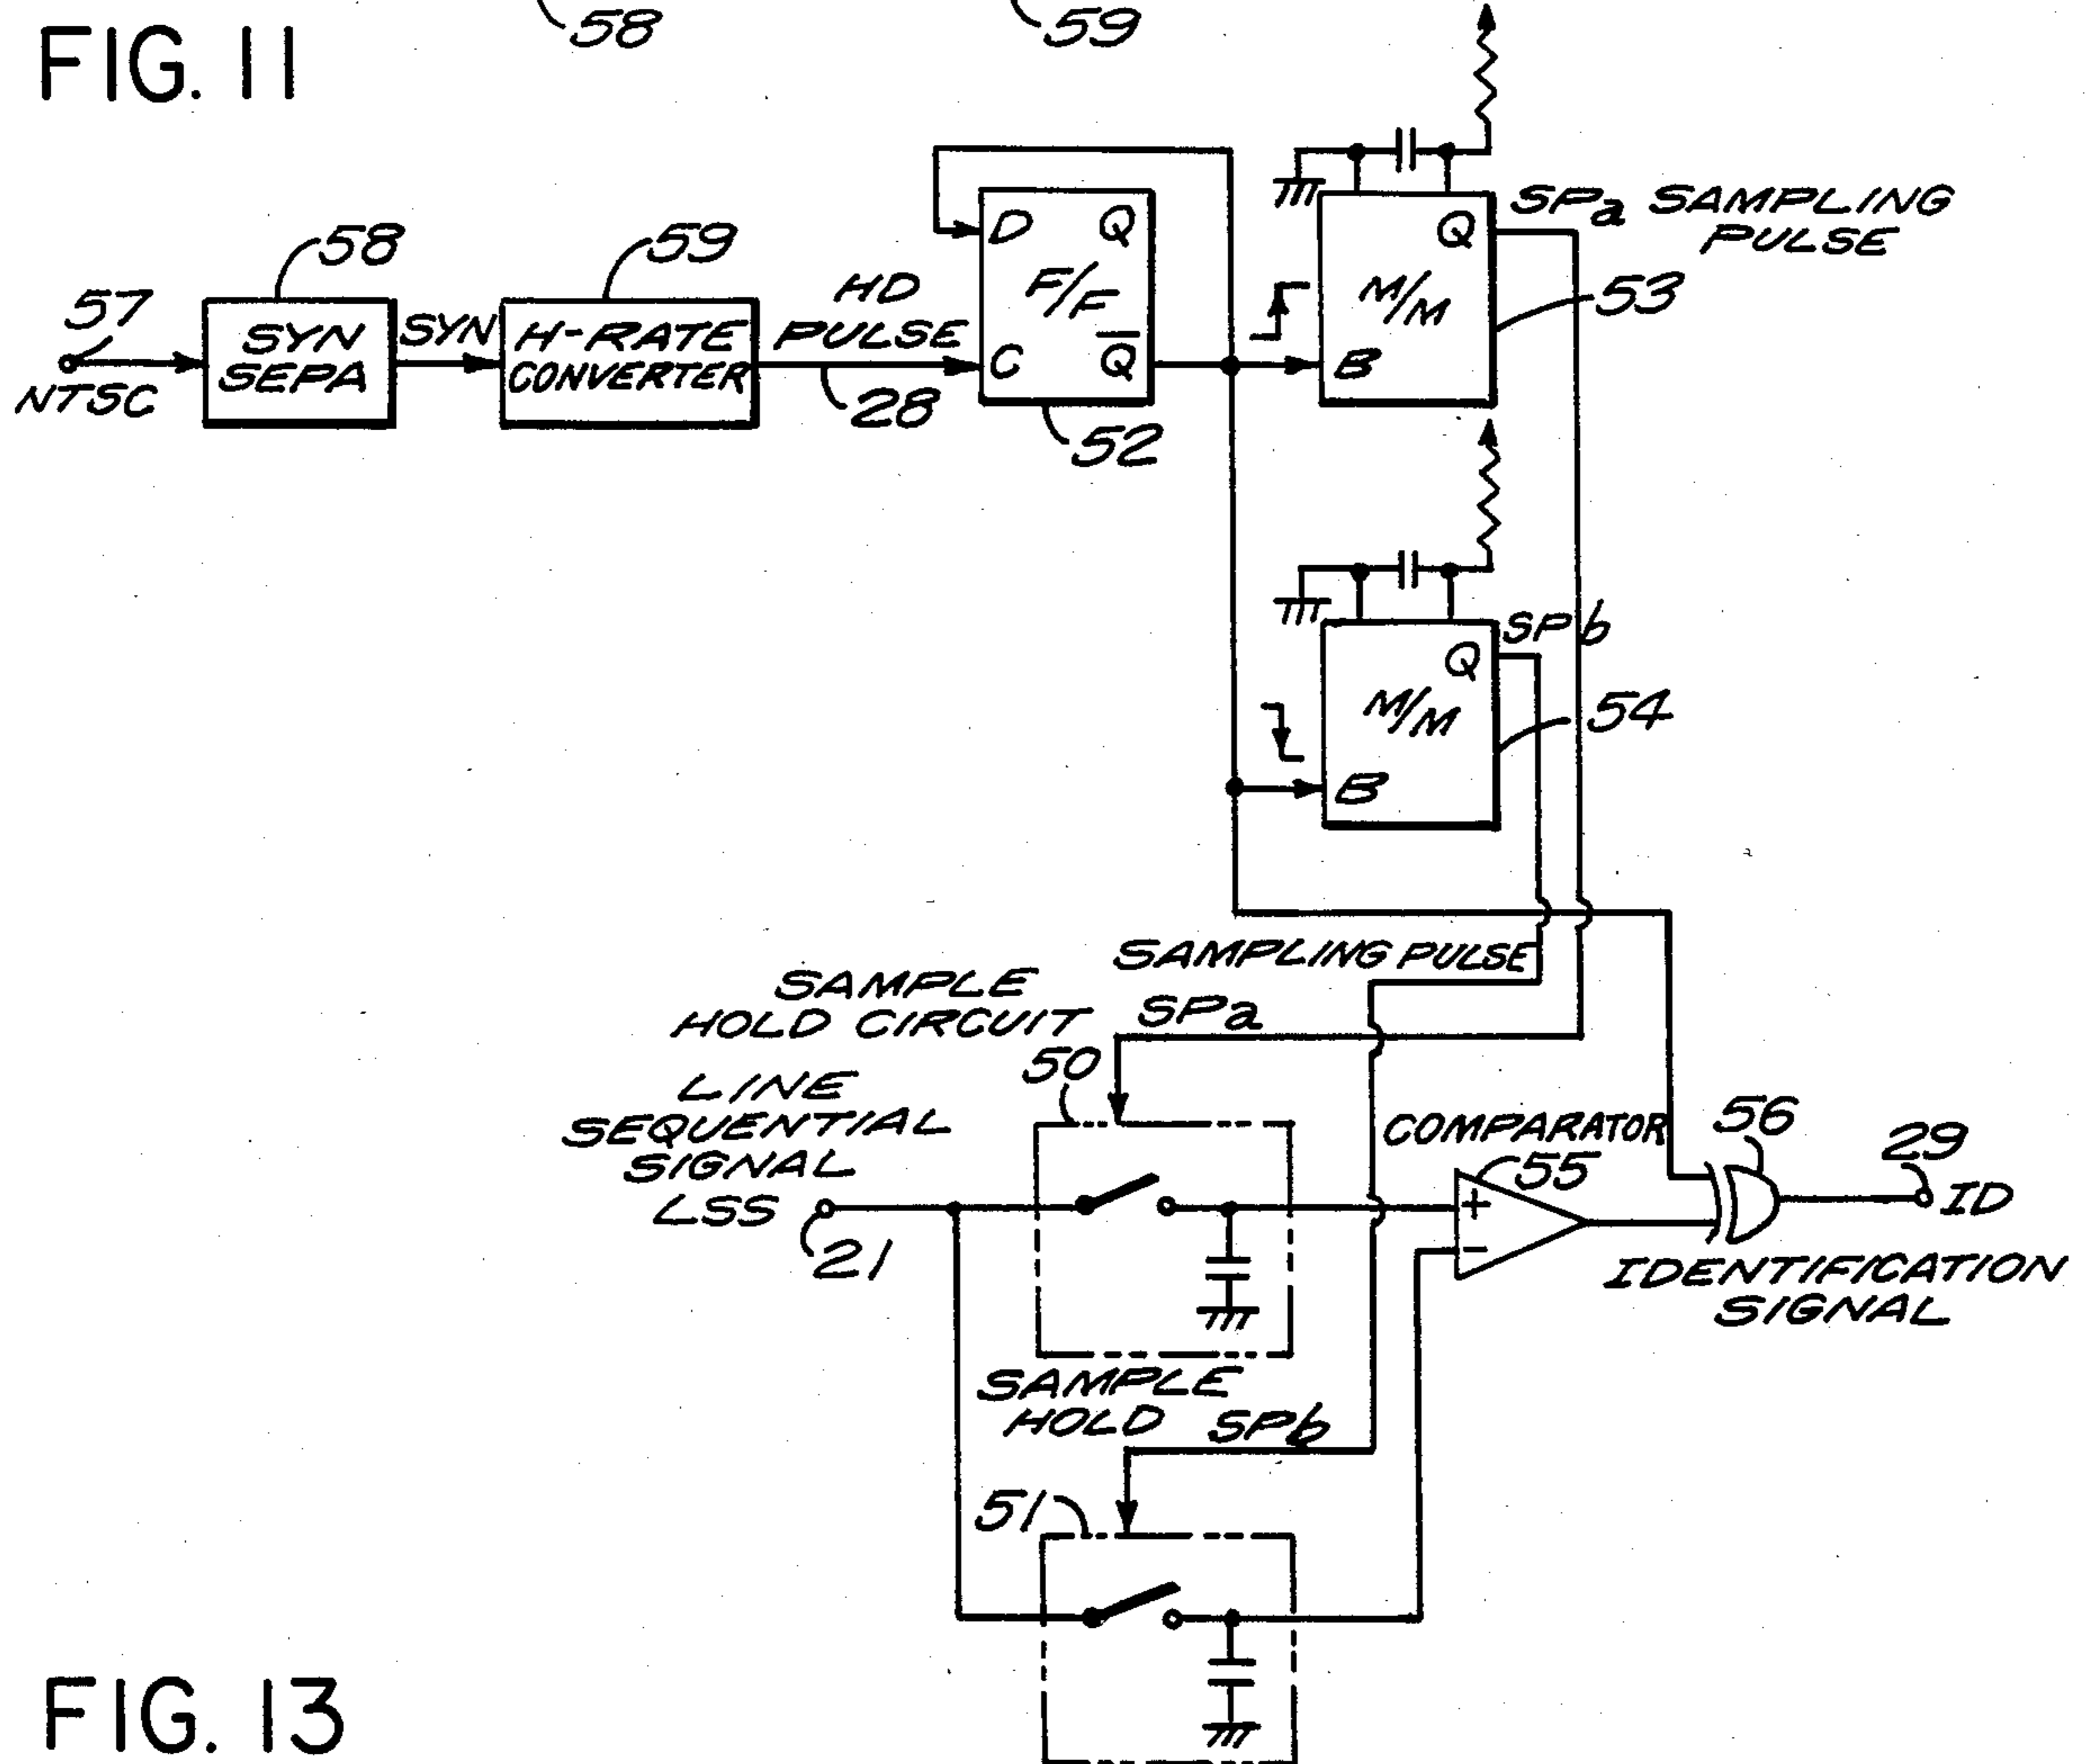 58
59
FIG. 11
SPa SAMPLING
PULSE
58
59
57
NTSC
SYN
SEPA
SYN
H-RATE
CONVERTER
HD
PULSE
28
D
Q
F/F
C
Q̅
52
Q
M/M
B
53
SPb
Q
M/M
B
54
SAMPLING PULSE
SPa
SAMPLE
HOLD CIRCUIT
50
LINE
SEQUENTIAL
SIGNAL
LSS
21
COMPARATOR
55
+
−
56
29
ID
IDENTIFICATION
SIGNAL
SAMPLE
HOLD
SPb
51
FIG. 13